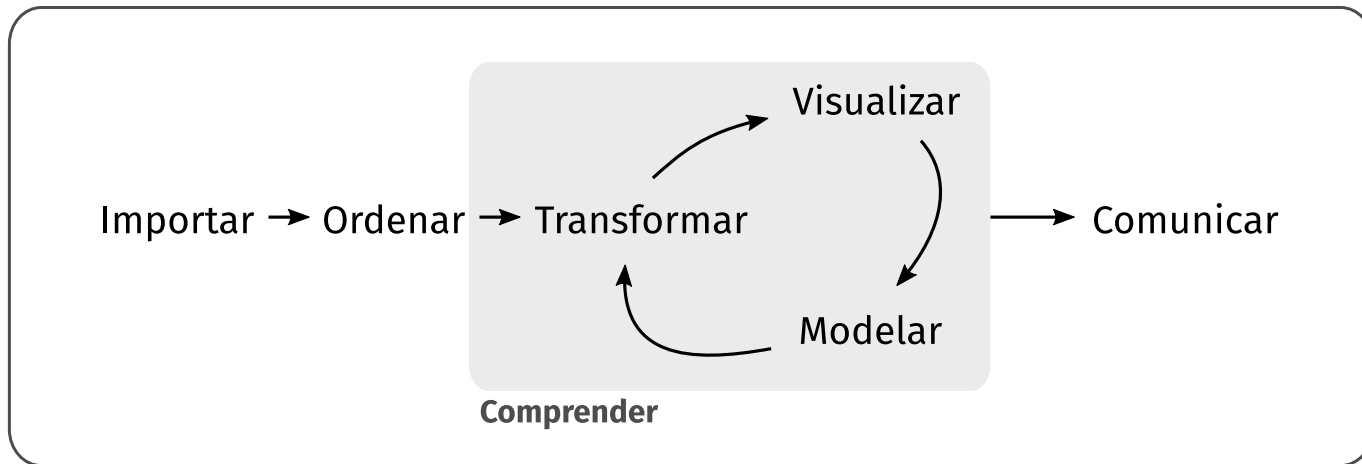 Visualizar
Importar
Ordenar
Transformar
Comunicar
Modelar
Comprender